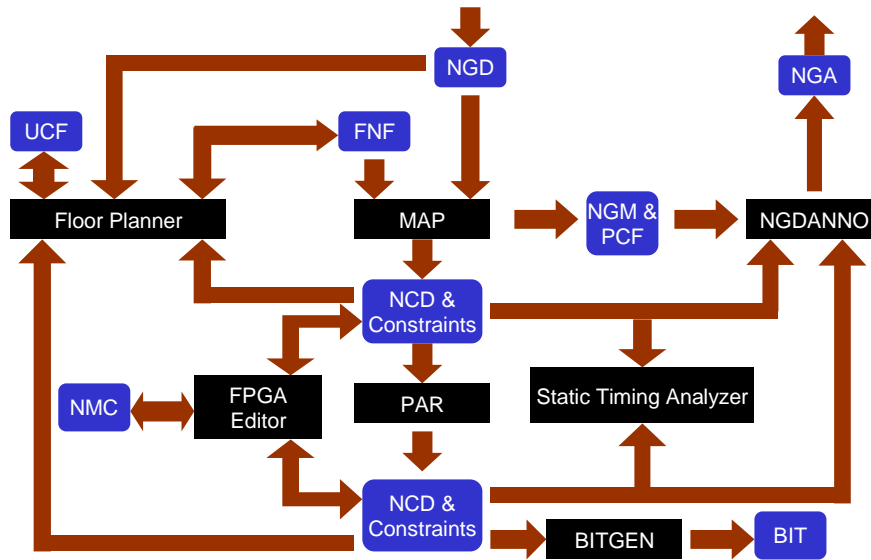 NGD
NGA
UCF
FNF
Floor Planner
MAP
NGM &
PCF
NGDANNO
NCD &
Constraints
NMC
FPGA
Editor
PAR
Static Timing Analyzer
NCD &
Constraints
BITGEN
BIT